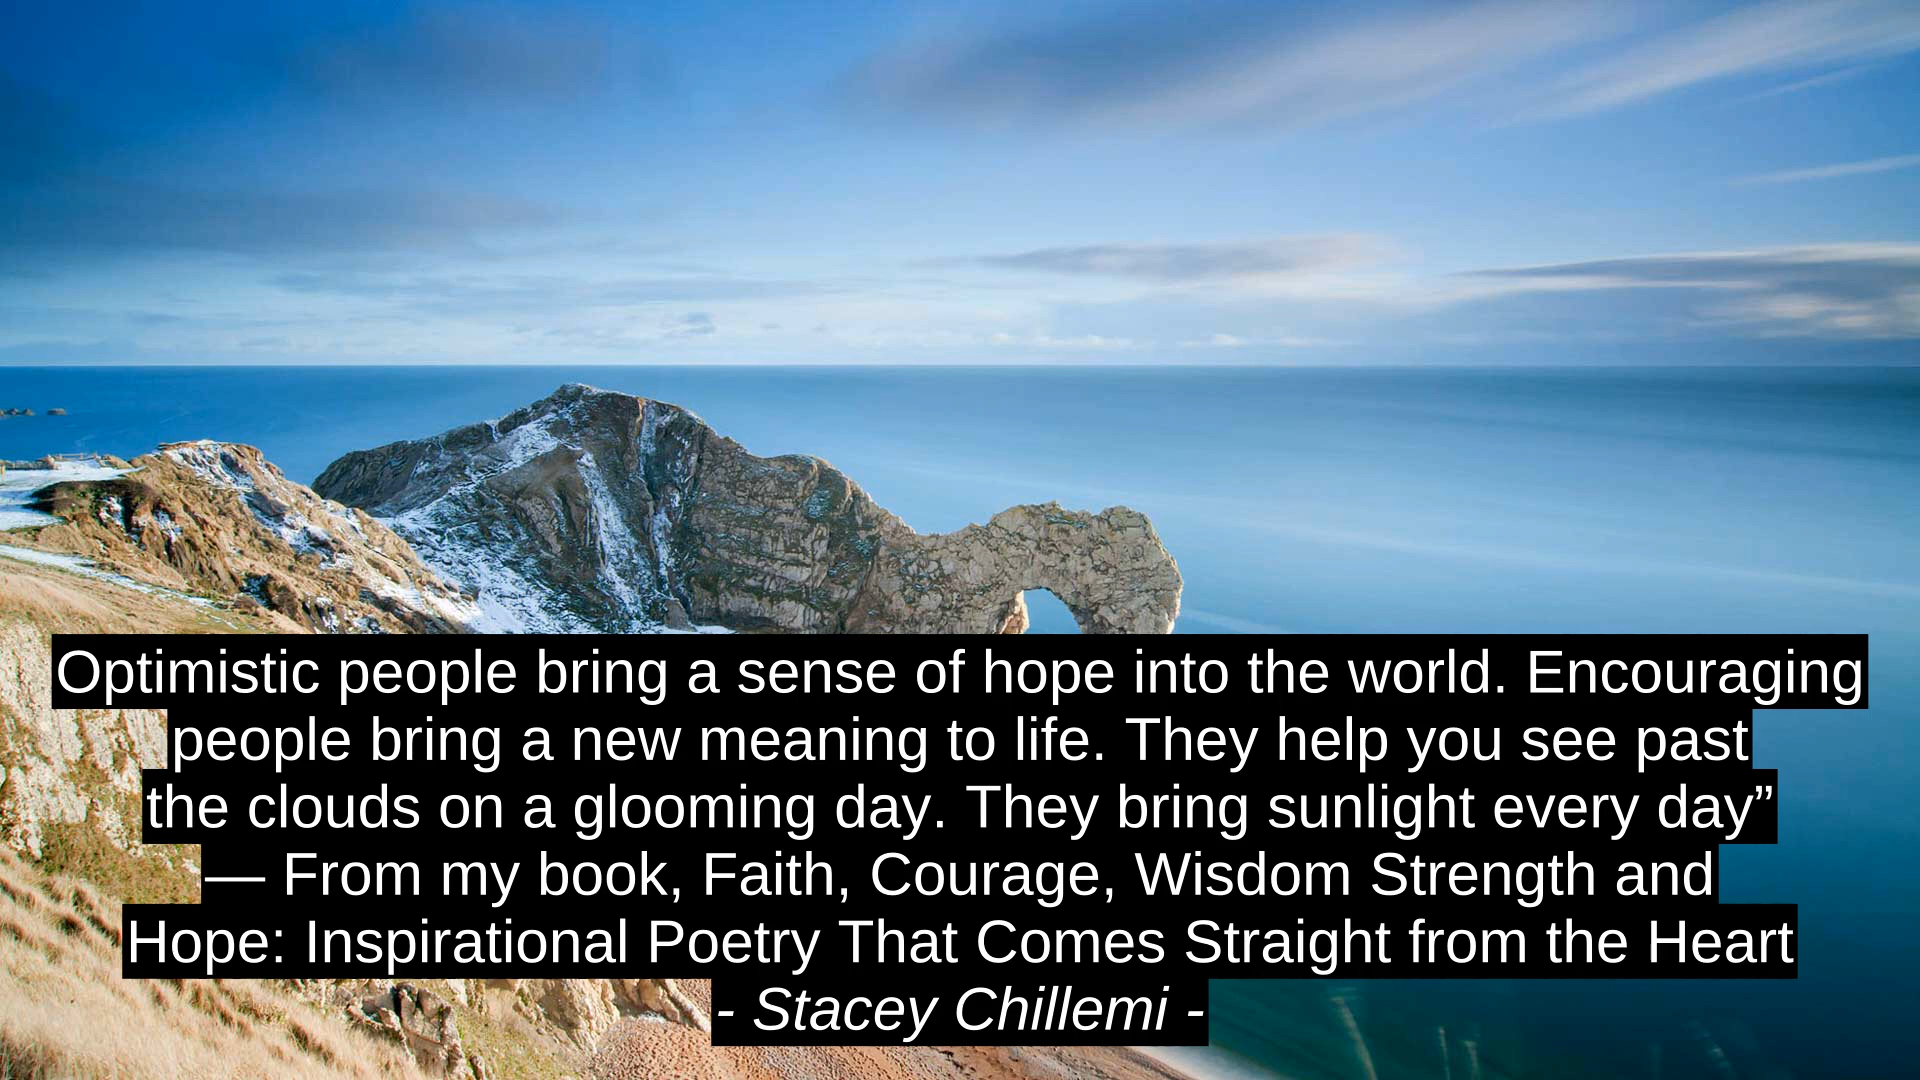 Optimistic people bring a sense of hope into the world. Encouraging
people bring a new meaning to life. They help you see past
the clouds on a glooming day. They bring sunlight every day”
— From my book, Faith, Courage, Wisdom Strength and
Hope: Inspirational Poetry That Comes Straight from the Heart
- Stacey Chillemi -